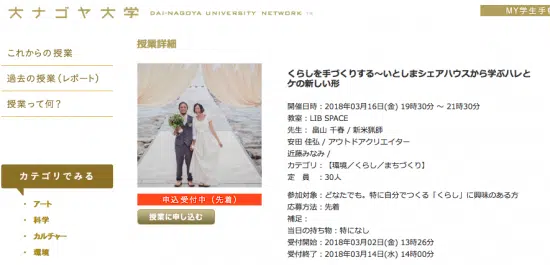 大ナゴヤ大学
DAI-NAGOYA UNIVERSITY NETWORK
MY学生手
これからの授業
過去の授業(レポート)
授業って何?
カテゴリでみる
・ アート
・ 科学
・ カルチャー
・ 環境
授業詳細
申込受付中(先着)
授業に申し込む
くらしを手づくりする〜いとしまシェアハウスから学ぶハレと
ケの新しい形
開催日時:2018年03月16日(金) 19時30分 〜 21時30分
教室:LIB SPACE
先生: 畠山 千春 / 新米猟師
安田 佳弘 / アウトドアクリエイター
近藤みなみ /
カテゴリ:【環境/くらし/まちづくり】
定 員 :30人
参加対象:どなたでも。特に自分でつくる「くらし」に興味のある方
応募方法:先着
補足:
当日の持ち物:特になし
受付開始:2018年03月02日(金) 13時26分
受付終了:2018年03月14日(水) 14時00分